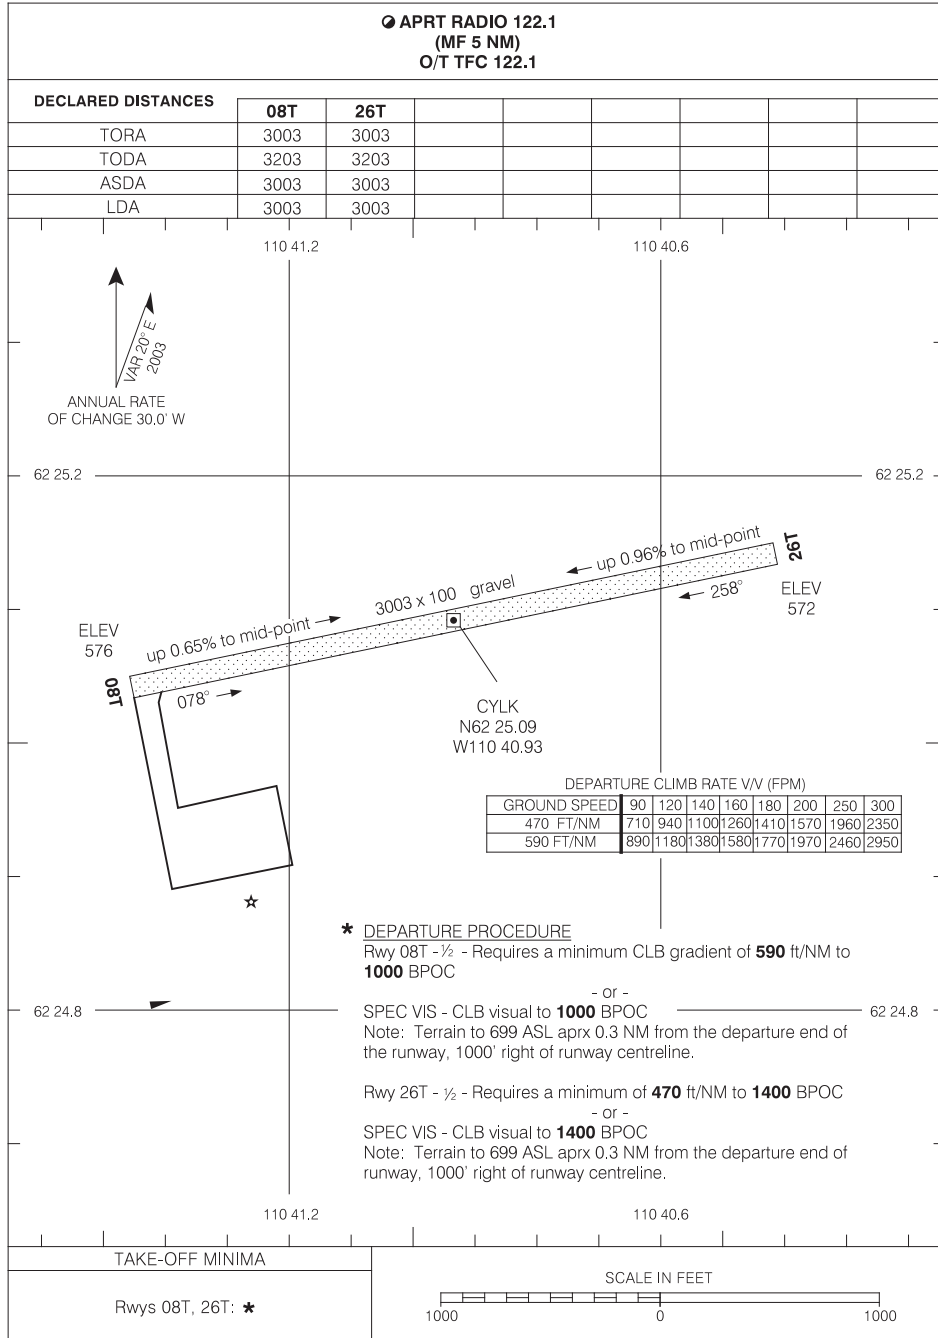 APRT RADIO 122.1
(MF 5 NM)
O/T TFC 122.1
DECLARED DISTANCES 08T 26T
TORA 3003 3003
TODA 3203 3203
ASDA 3003 3003
LDA 3003 3003
110 41.2 110 40.6
VAR 20° E
2003
ANNUAL RATE
OF CHANGE 30.0' W
62 25.2 62 25.2
up 0.96% to mid-point
26T
258°
ELEV
572
3003 x 100 gravel
ELEV
576
up 0.65% to mid-point
08T
078°
CYLK
N62 25.09
W110 40.93
DEPARTURE CLIMB RATE V/V (FPM)
GROUND SPEED 90 120 140 160 180 200 250 300
470 FT/NM 710 940 1100 1260 1410 1570 1960 2350
590 FT/NM 890 1180 1380 1580 1770 1970 2460 2950
* DEPARTURE PROCEDURE
Rwy 08T - ½ - Requires a minimum CLB gradient of 590 ft/NM to
1000 BPOC
- or -
62 24.8 SPEC VIS - CLB visual to 1000 BPOC 62 24.8
Note: Terrain to 699 ASL aprx 0.3 NM from the departure end of
the runway, 1000' right of runway centreline.
Rwy 26T - ½ - Requires a minimum of 470 ft/NM to 1400 BPOC
- or -
SPEC VIS - CLB visual to 1400 BPOC
Note: Terrain to 699 ASL aprx 0.3 NM from the departure end of
runway, 1000' right of runway centreline.
110 41.2 110 40.6
TAKE-OFF MINIMA
Rwys 08T, 26T: *
SCALE IN FEET
1000 0 1000